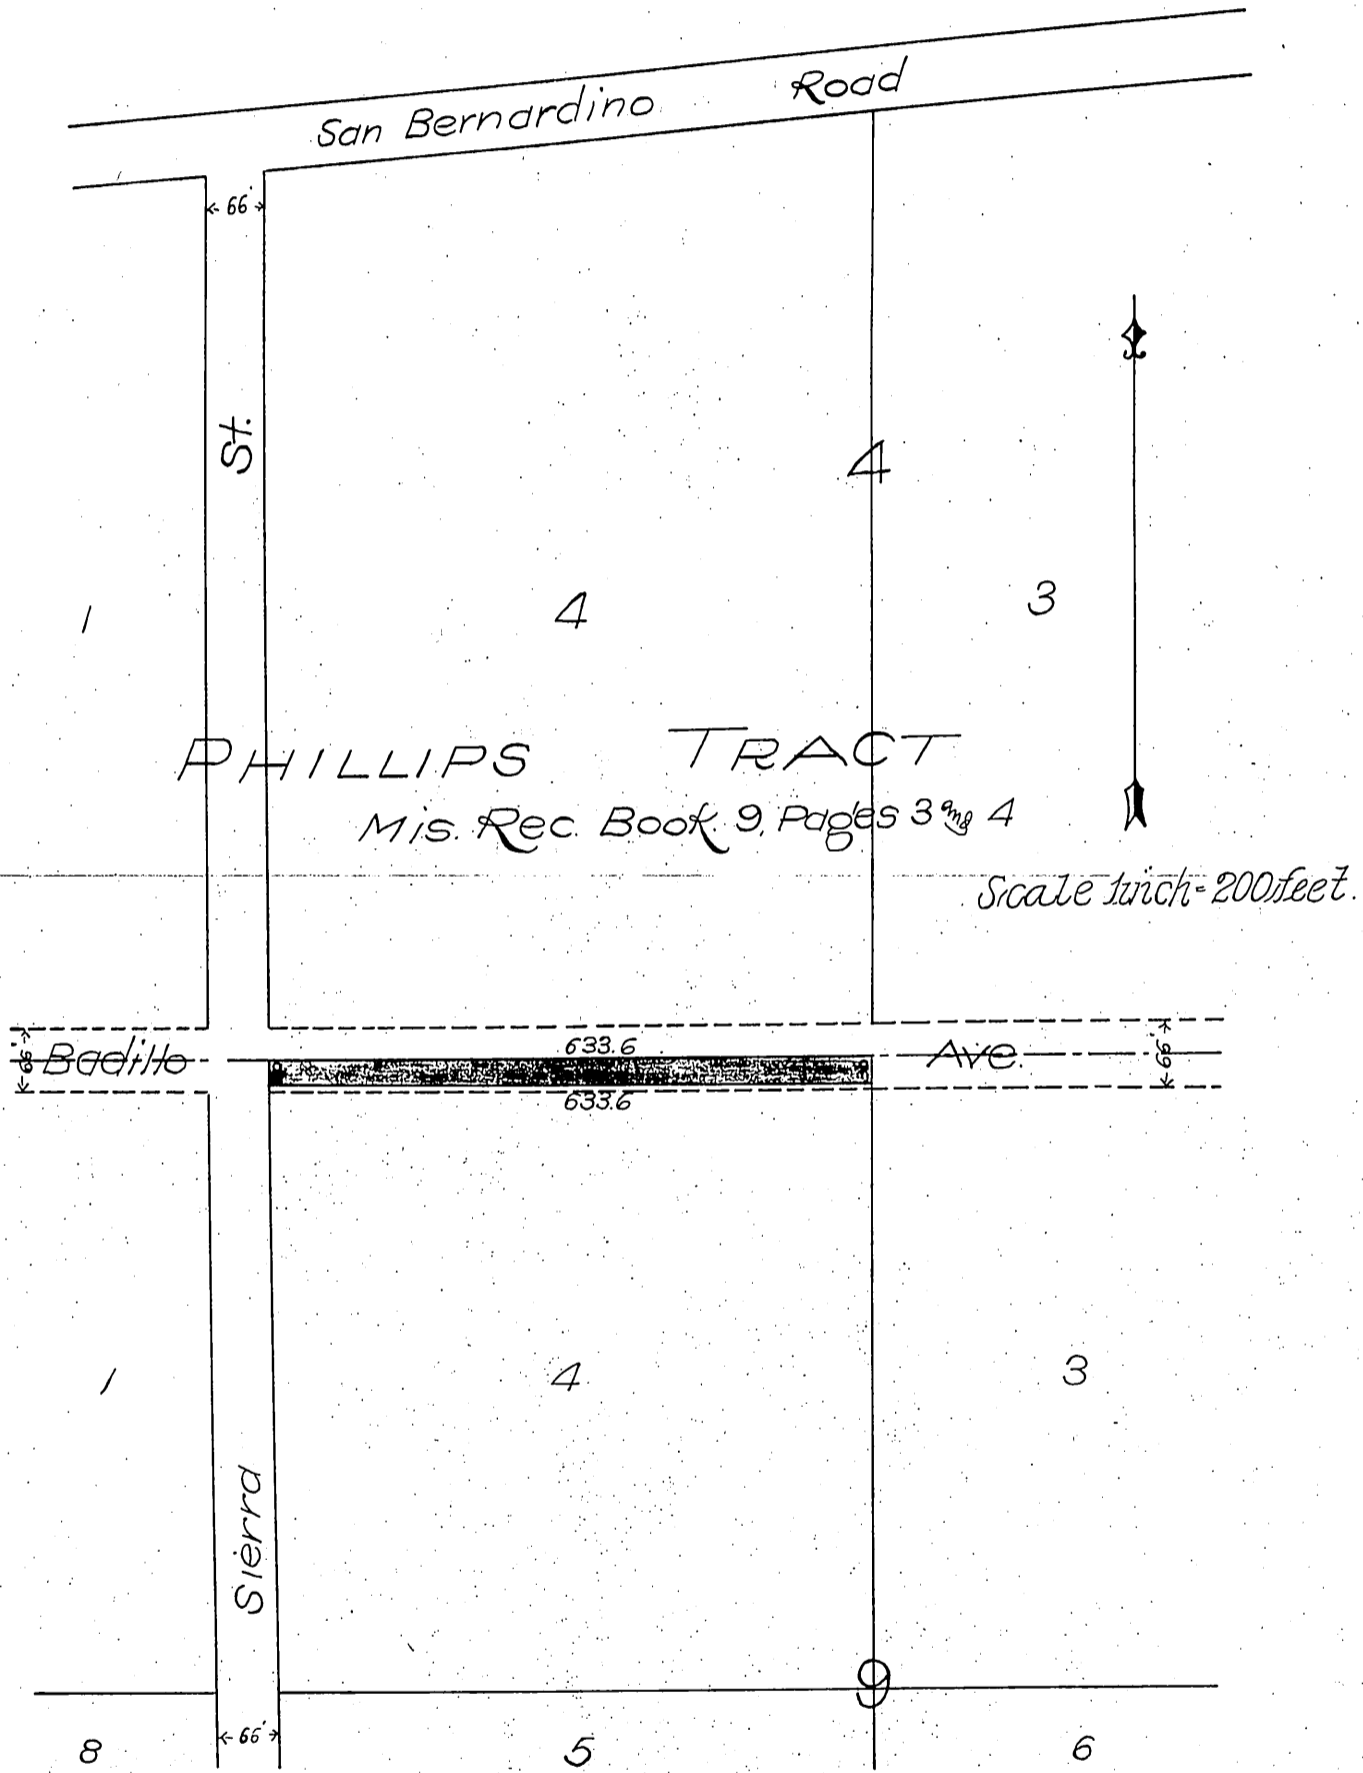 San Bernardino Road
66'
St.
4
1
4
3
PHILLIPS TRACT
Mis. Rec. Book 9, Pages 3 and 4
Scale 1 inch = 200 feet.
633.6
66'
Badillo
Ave.
66'
633.6
1
4
3
Sierra
9
66'
8
5
6